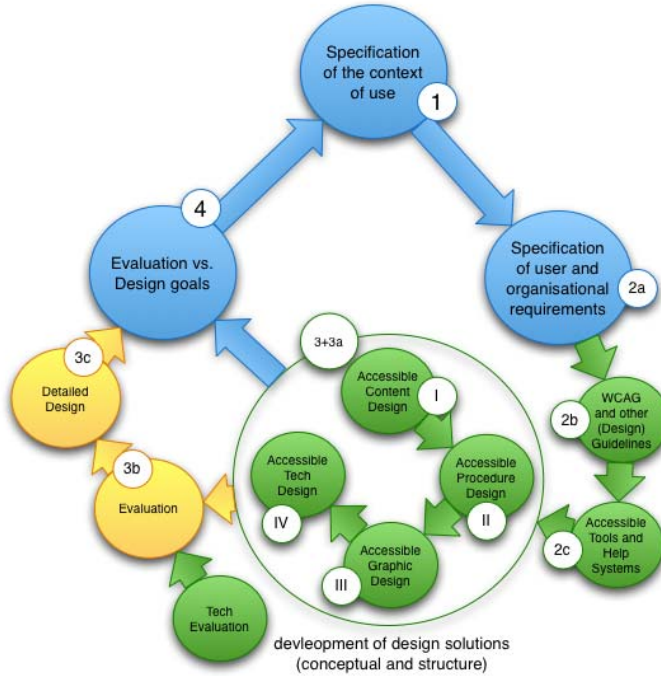 Specification
of the context
of use
1
4
Evaluation vs.
Design goals
Specification
of user and
organisational
requirements
2a
3+3a
3c
Detailed
Design
Accessible
Content
Design
I
WCAG
and other
(Design)
Guidelines
2b
3b
Evaluation
Accessible
Tech
Design
IV
Accessible
Procedure
Design
II
Accessible
Tools and
Help
Systems
2c
Accessible
Graphic
Design
III
Tech
Evaluation
devleopment of design solutions
(conceptual and structure)